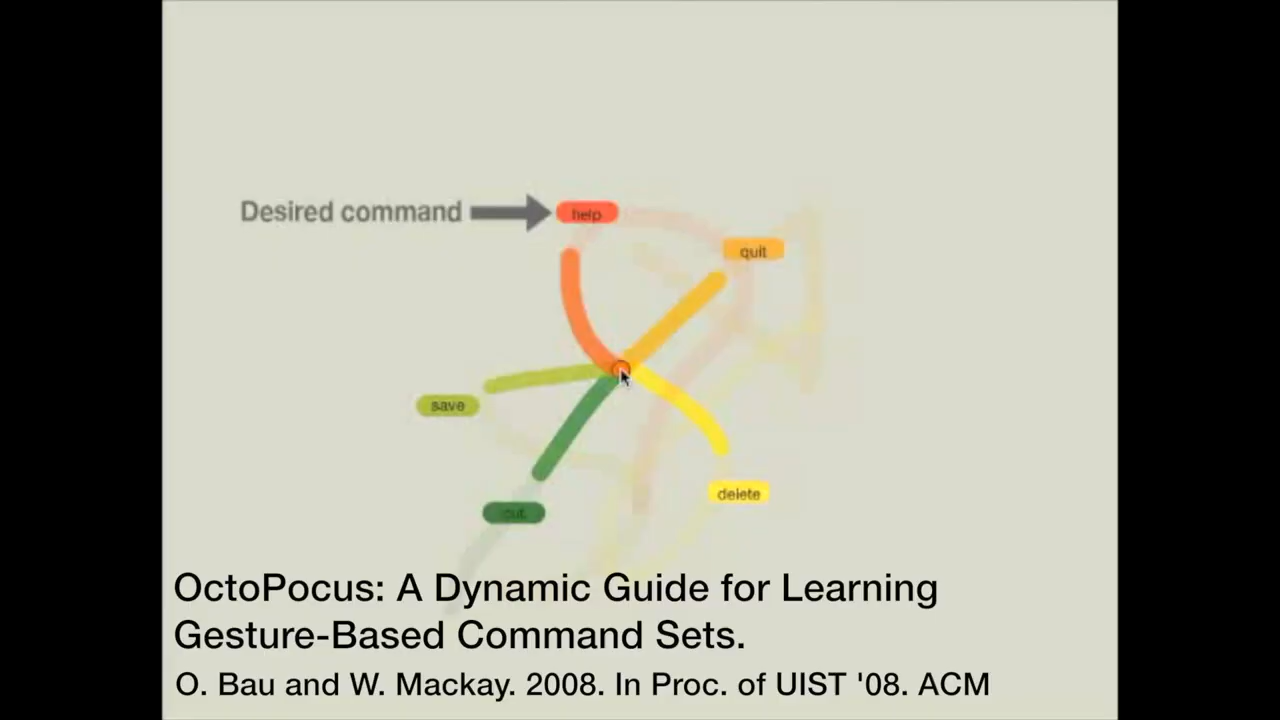 Desired command
help
quit
save
delete
cut
OctoPocus: A Dynamic Guide for Learning
Gesture-Based Command Sets.
O. Bau and W. Mackay. 2008. In Proc. of UIST '08. ACM